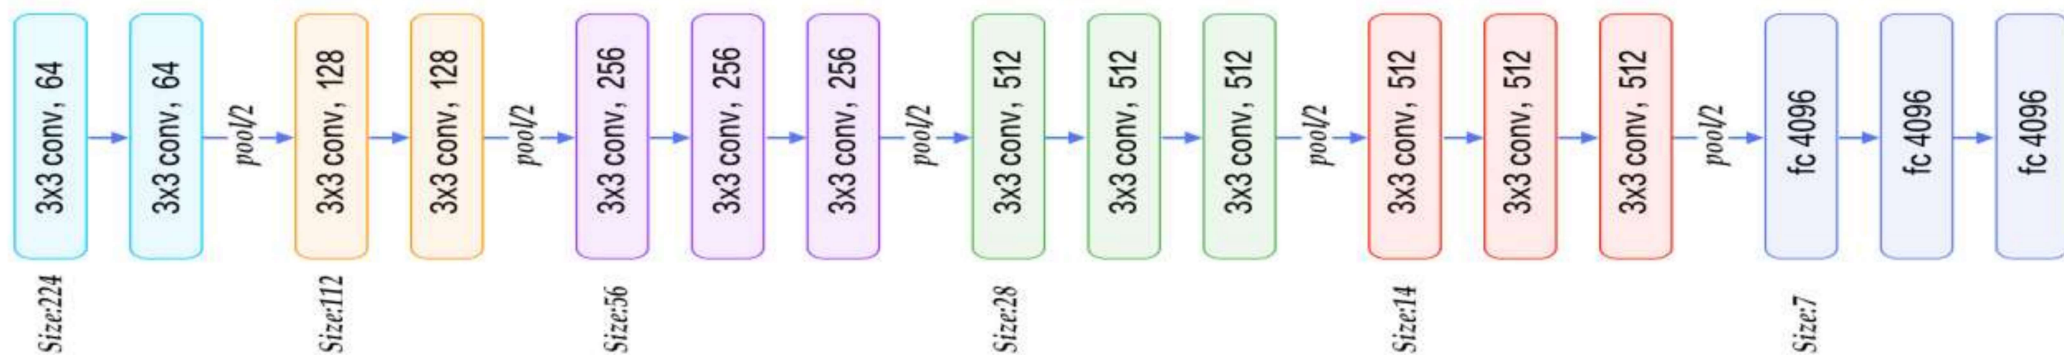 3x3 conv, 64
3x3 conv, 64
pool/2
3x3 conv, 128
3x3 conv, 128
pool/2
3x3 conv, 256
3x3 conv, 256
3x3 conv, 256
pool/2
3x3 conv, 512
3x3 conv, 512
3x3 conv, 512
pool/2
3x3 conv, 512
3x3 conv, 512
3x3 conv, 512
pool/2
fc 4096
fc 4096
fc 4096
Size:224
Size:112
Size:56
Size:28
Size:14
Size:7